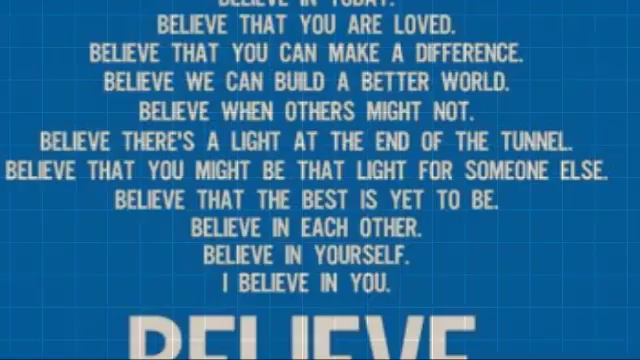 BELIEVE IN TODAY.
BELIEVE THAT YOU ARE LOVED.
BELIEVE THAT YOU CAN MAKE A DIFFERENCE.
BELIEVE WE CAN BUILD A BETTER WORLD.
BELIEVE WHEN OTHERS MIGHT NOT.
BELIEVE THERE'S A LIGHT AT THE END OF THE TUNNEL.
BELIEVE THAT YOU MIGHT BE THAT LIGHT FOR SOMEONE ELSE.
BELIEVE THAT THE BEST IS YET TO BE.
BELIEVE IN EACH OTHER.
BELIEVE IN YOURSELF.
I BELIEVE IN YOU.
BELIEVE